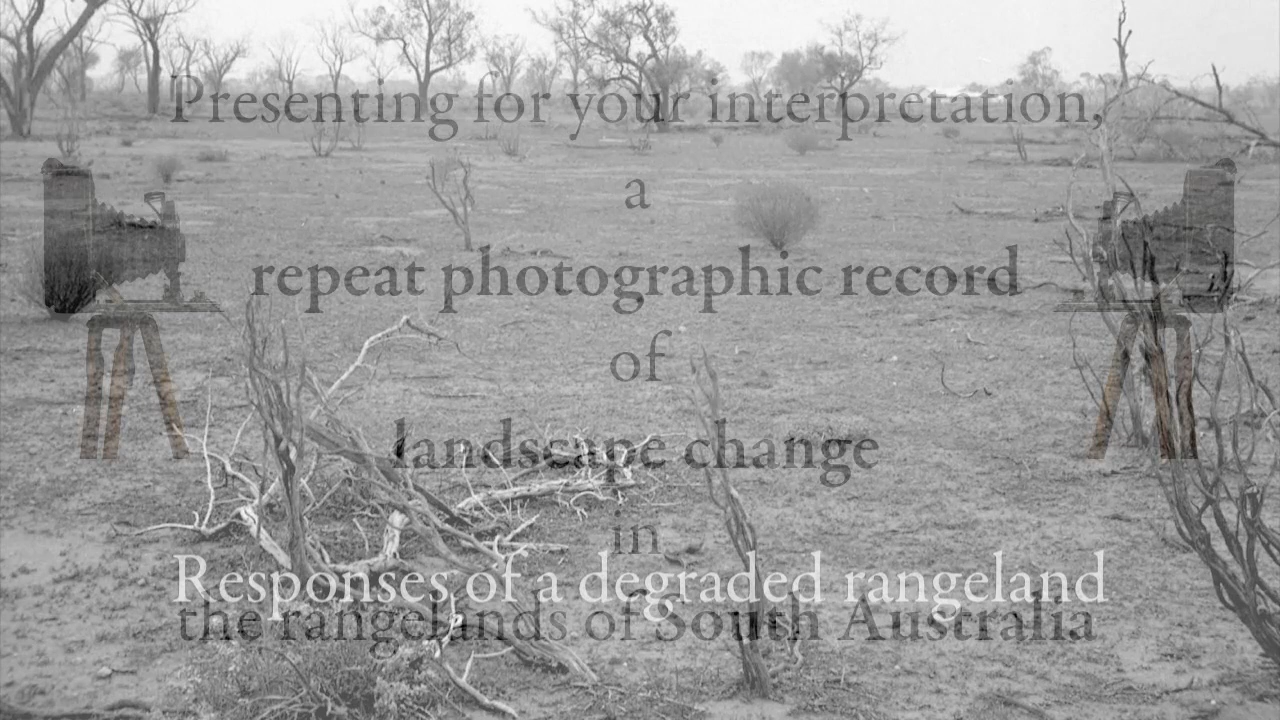 Presenting for your interpretation,
a
repeat photographic record
of
landscape change
in
Responses of a degraded rangeland
the rangelands of South Australia